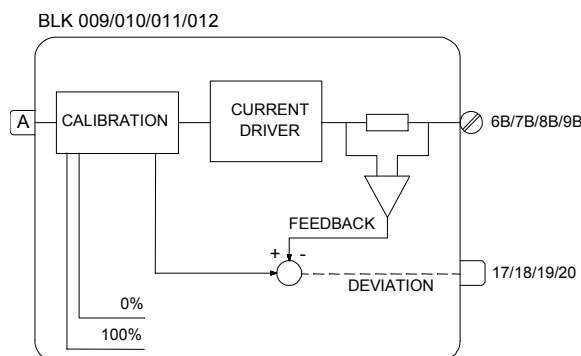 BLK 009/010/011/012
A
CALIBRATION
CURRENT
DRIVER
6B/7B/8B/9B
FEEDBACK
+ -
17/18/19/20
DEVIATION
0%
100%